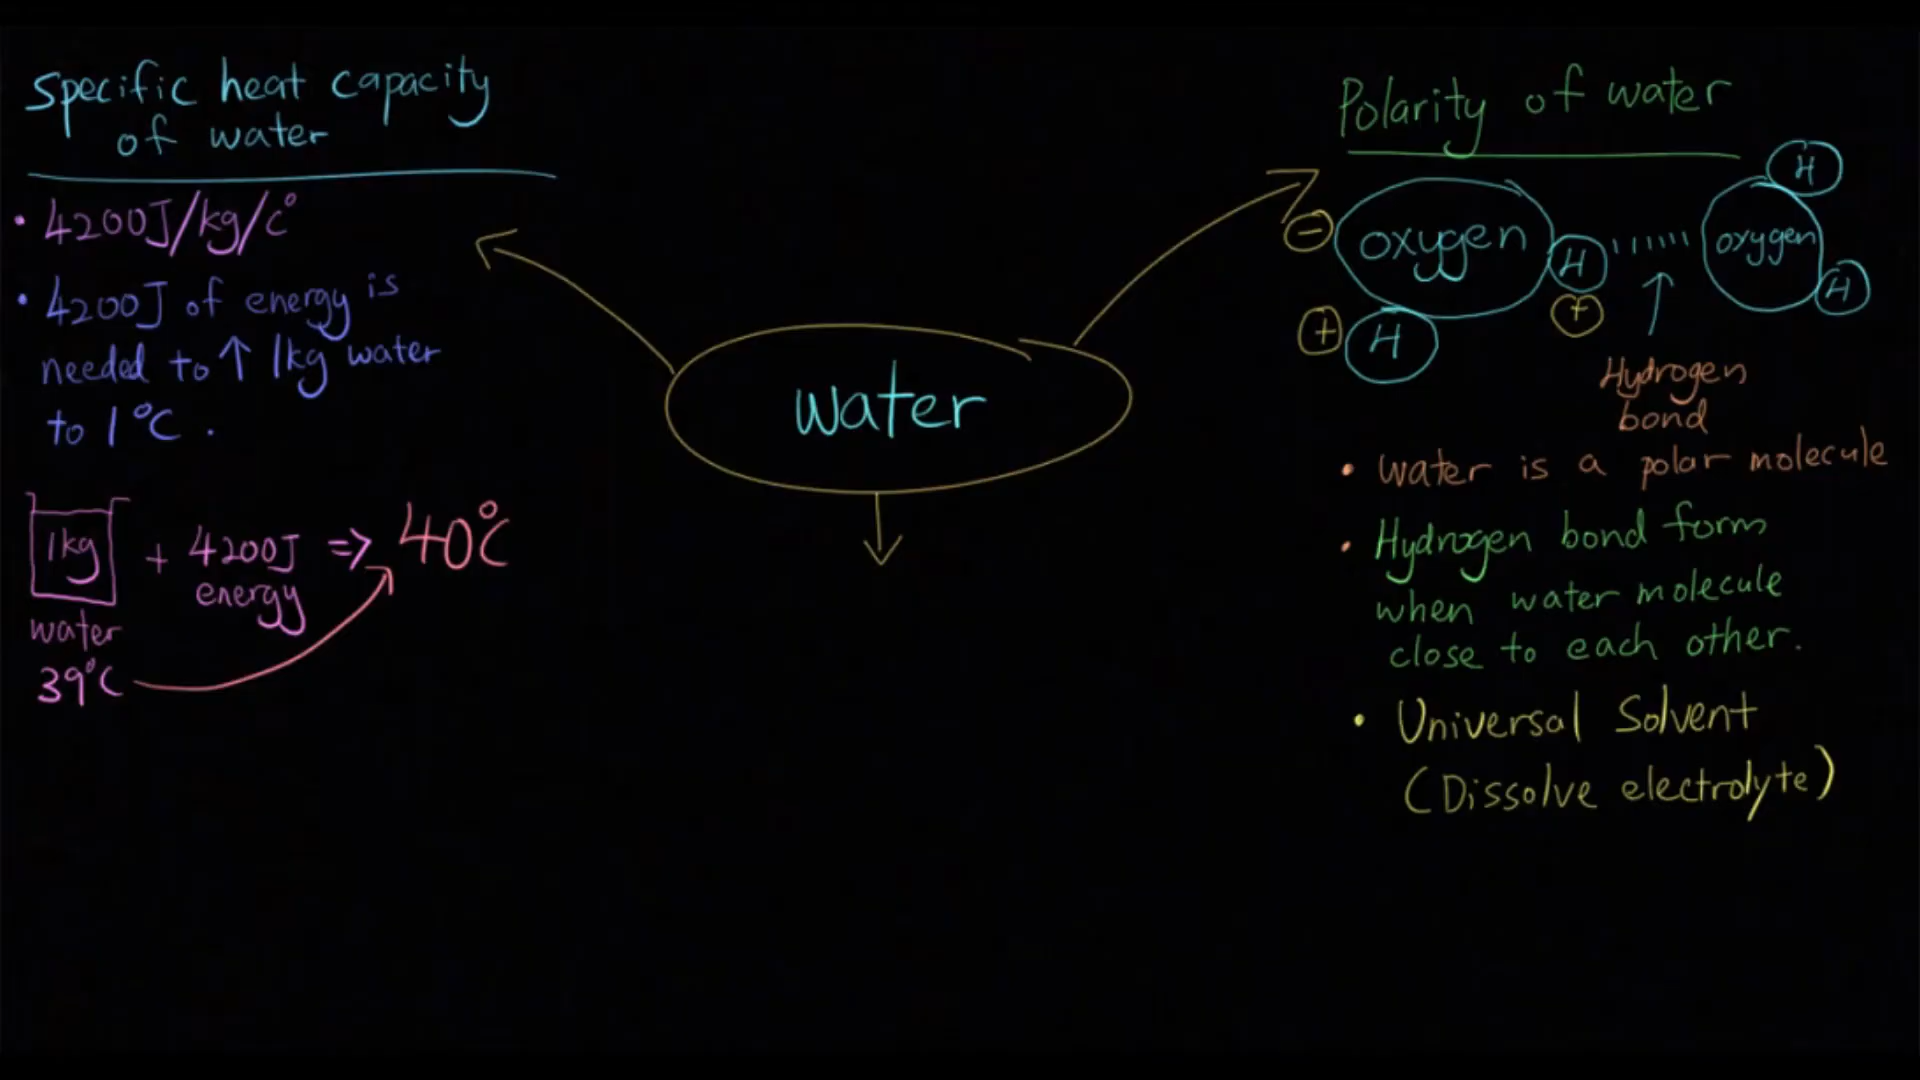 Specific heat capacity
of water
• 4200J/kg/c°
• 4200J of energy is
needed to ↑ 1kg water
to 1°C.
1kg
+ 4200J => 40°C
energy
water
39°C
water
Polarity of water
H
− oxygen H oxygen
H
+ H +
Hydrogen
bond
• water is a polar molecule
• Hydrogen bond form
when water molecule
close to each other.
• Universal Solvent
(Dissolve electrolyte)